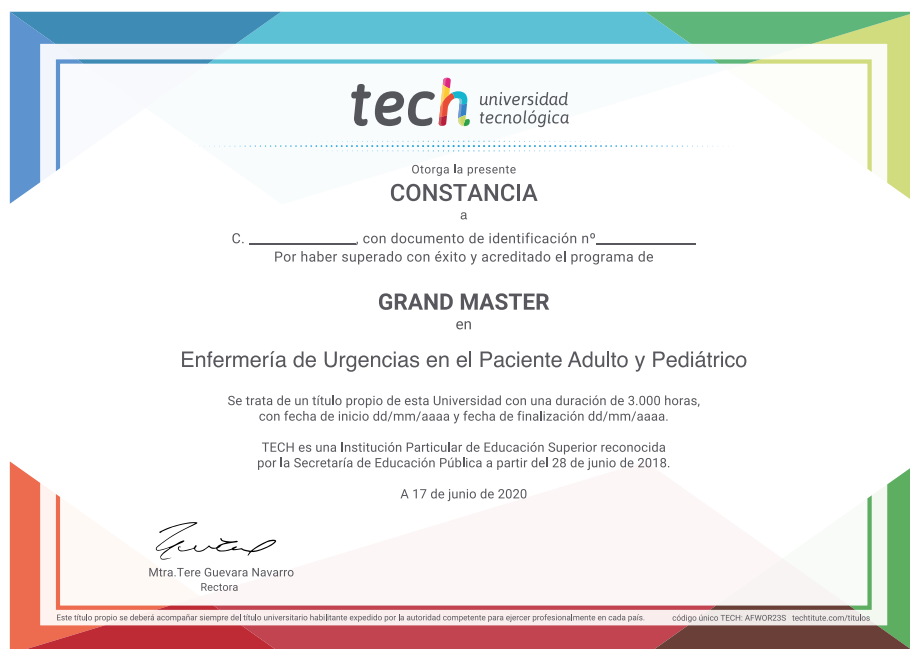 tech universidad
tecnológica
Otorga la presente
CONSTANCIA
a
C. ____________, con documento de identificación nº____________
Por haber superado con éxito y acreditado el programa de
GRAND MASTER
en
Enfermería de Urgencias en el Paciente Adulto y Pediátrico
Se trata de un título propio de esta Universidad con una duración de 3.000 horas,
con fecha de inicio dd/mm/aaaa y fecha de finalización dd/mm/aaaa.
TECH es una Institución Particular de Educación Superior reconocida
por la Secretaría de Educación Pública a partir del 28 de junio de 2018.
A 17 de junio de 2020
Mtra.Tere Guevara Navarro
Rectora
Este título propio se deberá acompañar siempre del título universitario habilitante expedido por la autoridad competente para ejercer profesionalmente en cada país. código único TECH: AFWOR23S techtitute.com/titulos